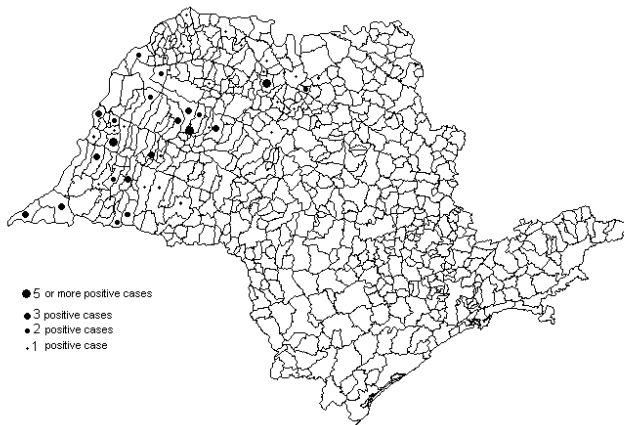 5 or more positive cases
3 positive cases
2 positive cases
1 positive case